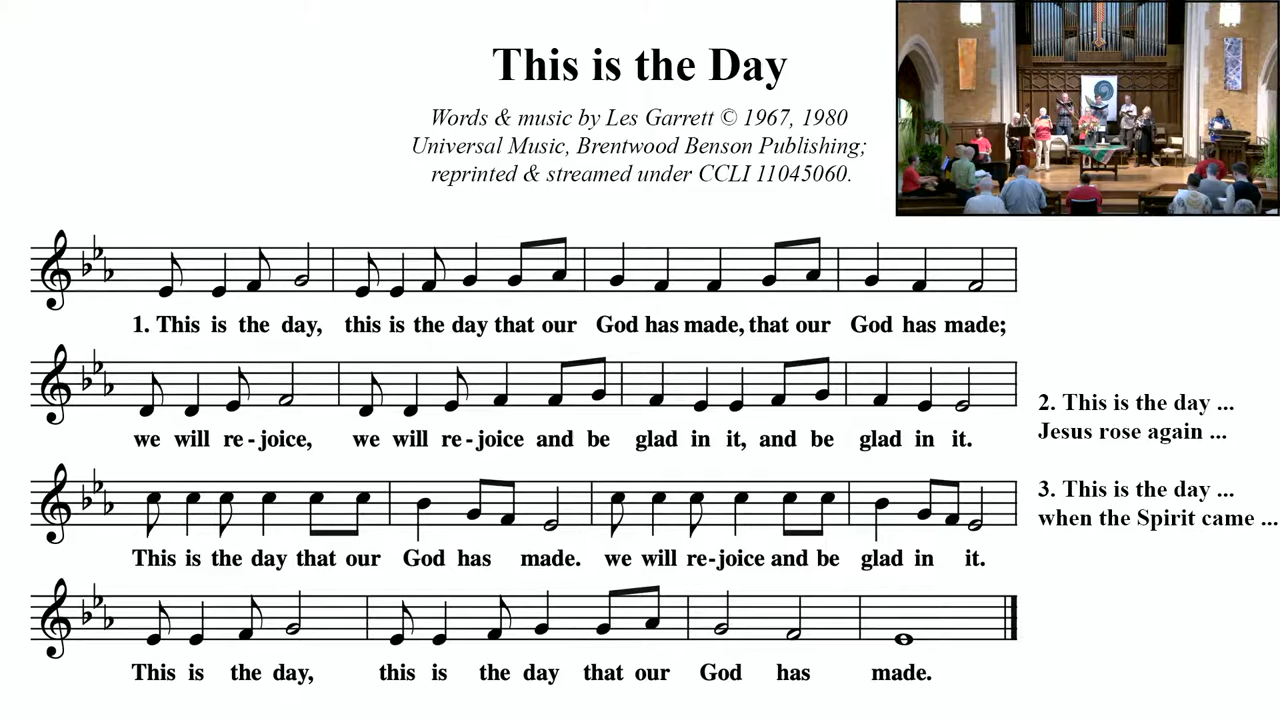 This is the Day
Words & music by Les Garrett © 1967, 1980
Universal Music, Brentwood Benson Publishing;
reprinted & streamed under CCLI 11045060.
1. This is the day, this is the day that our God has made, that our God has made;
we will re-joice, we will re-joice and be glad in it, and be glad in it.
2. This is the day ...
Jesus rose again ...
This is the day that our God has made. we will re-joice and be glad in it.
3. This is the day ...
when the Spirit came ...
This is the day, this is the day that our God has made.